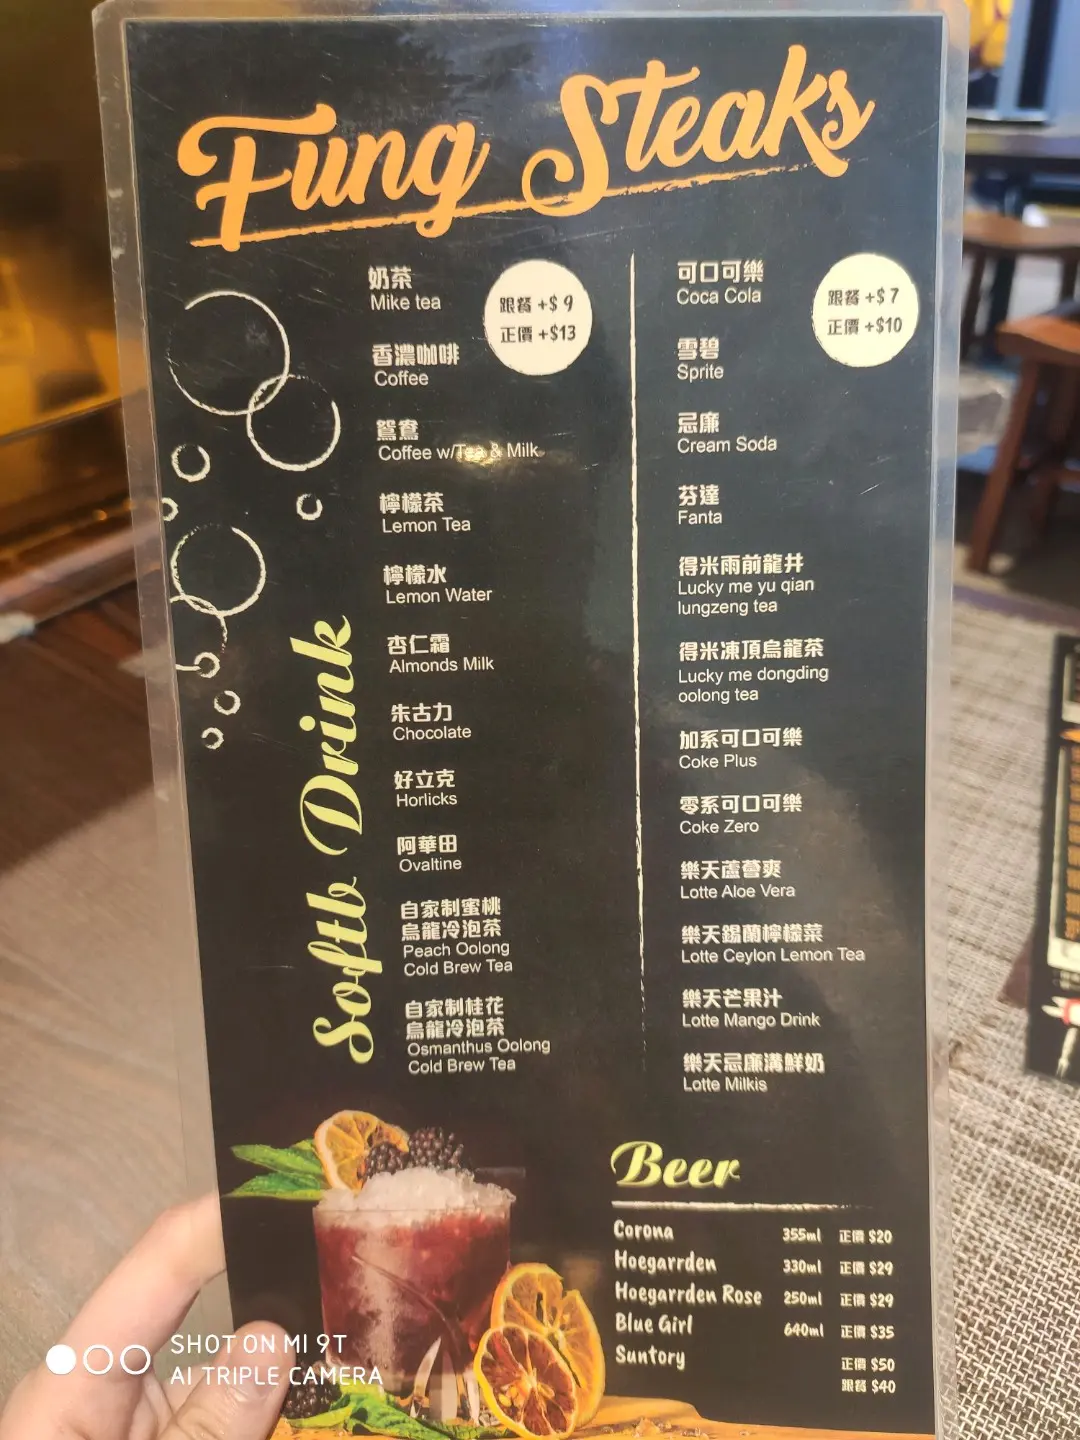 Fung Steaks
奶茶
Mike tea
跟餐 +$ 9
正價 +$13
香濃咖啡
Coffee
鴛鴦
Coffee w/Tea & Milk
檸檬茶
Lemon Tea
檸檬水
Lemon Water
杏仁霜
Almonds Milk
朱古力
Chocolate
好立克
Horlicks
阿華田
Ovaltine
自家制蜜桃
烏龍冷泡茶
Peach Oolong
Cold Brew Tea
自家制桂花
烏龍冷泡茶
Osmanthus Oolong
Cold Brew Tea
Softb Drink
可口可樂
Coca Cola
跟餐 +$ 7
正價 +$10
雪碧
Sprite
忌廉
Cream Soda
芬達
Fanta
得米雨前龍井
Lucky me yu qian
lungzeng tea
得米凍頂烏龍茶
Lucky me dongding
oolong tea
加系可口可樂
Coke Plus
零系可口可樂
Coke Zero
樂天蘆薈爽
Lotte Aloe Vera
樂天錫蘭檸檬茶
Lotte Ceylon Lemon Tea
樂天芒果汁
Lotte Mango Drink
樂天忌廉溝鮮奶
Lotte Milkis
Beer
Corona 355ml 正價 $20
Hoegarrden 330ml 正價 $29
Hoegarrden Rose 250ml 正價 $29
Blue Girl 640ml 正價 $35
Suntory 正價 $50
跟餐 $40
SHOT ON MI 9T
AI TRIPLE CAMERA